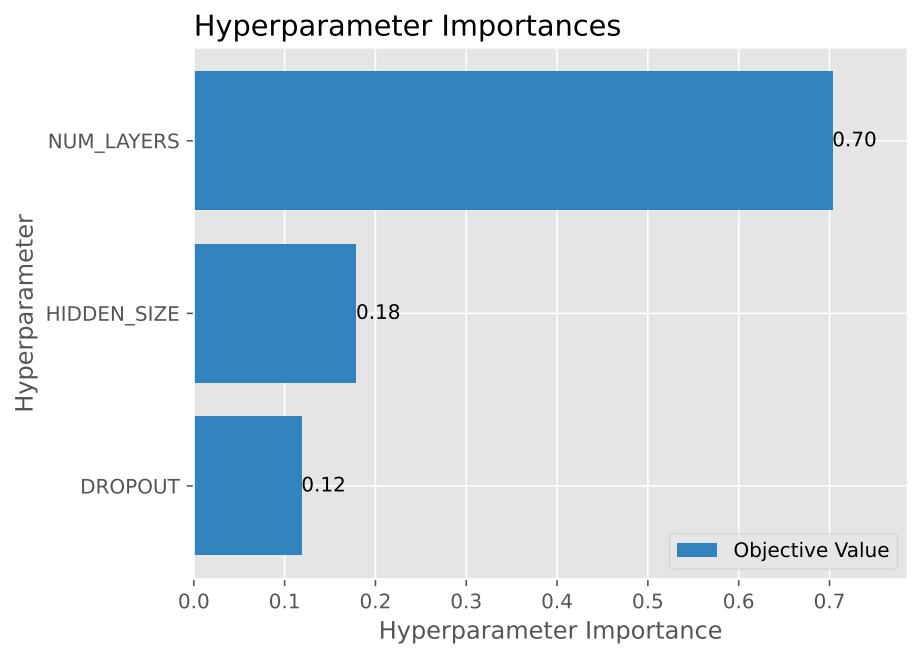 Hyperparameter Importances
Hyperparameter
NUM_LAYERS
0.70
HIDDEN_SIZE
0.18
DROPOUT
0.12
Objective Value
0.0 0.1 0.2 0.3 0.4 0.5 0.6 0.7
Hyperparameter Importance